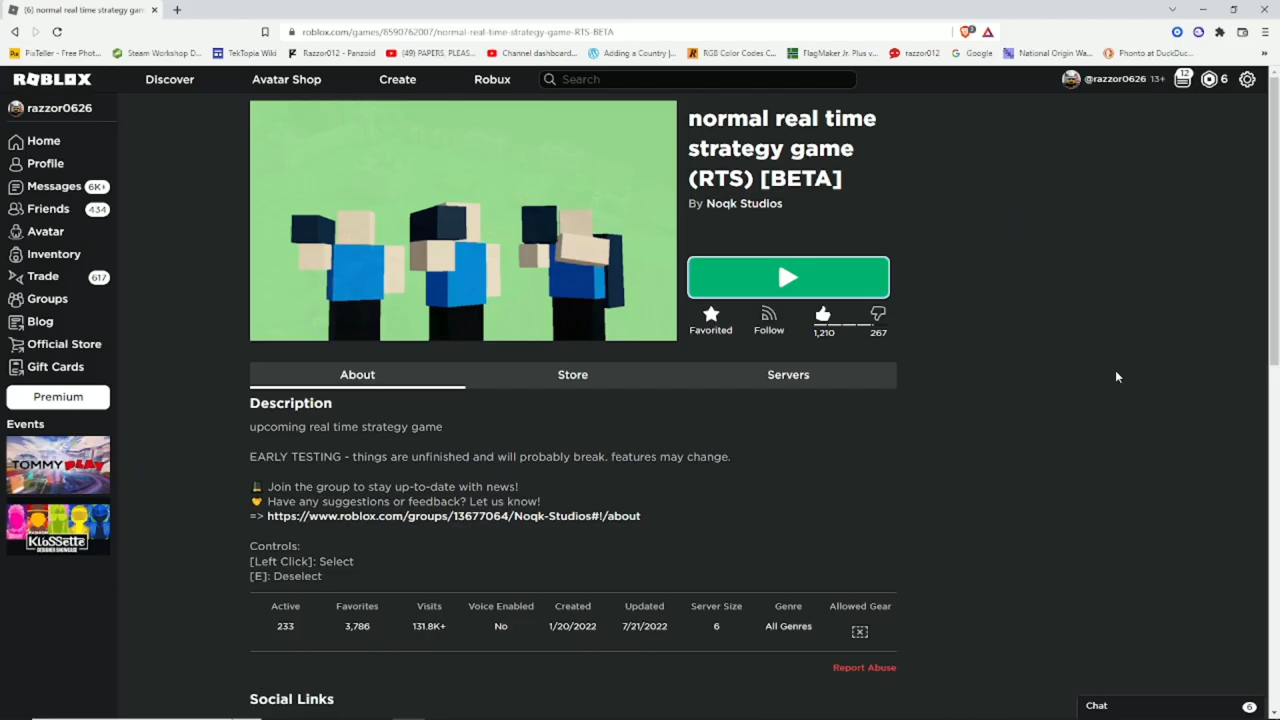 (4) normal real time strategy gam
roblox.com/games/8590762007/normal-real-time-strategy-game-RTS-BETA
PixTeller - Free Phot...
Steam Workshop D...
TekTopia Wiki
Razzor012 - Panzoid
(49) PAPERS, PLEAS...
Channel dashboard...
Adding a Country |...
RGB Color Codes C...
FlagMaker Jr. Plus v...
razzor012
Google
National Origin Wa...
Phonto at DuckDuc...
ROBLOX
Discover
Avatar Shop
Create
Robux
Search
@razzor0626 13+
12
6
razzor0626
Home
Profile
Messages 6K+
Friends 434
Avatar
Inventory
Trade 617
Groups
Blog
Official Store
Gift Cards
Premium
Events
TOMMY PLAY
KLOSSETTE
DESIGNER SHOWCASE
normal real time
strategy game
(RTS) [BETA]
By Noqk Studios
Favorited
Follow
1,210
267
About
Store
Servers
Description
upcoming real time strategy game
EARLY TESTING - things are unfinished and will probably break. features may change.
Join the group to stay up-to-date with news!
Have any suggestions or feedback? Let us know!
=> https://www.roblox.com/groups/13677064/Noqk-Studios#!/about
Controls:
[Left Click]: Select
[E]: Deselect
Active Favorites Visits Voice Enabled Created Updated Server Size Genre Allowed Gear
233 3,786 131.8K+ No 1/20/2022 7/21/2022 6 All Genres
Report Abuse
Social Links
Chat
6